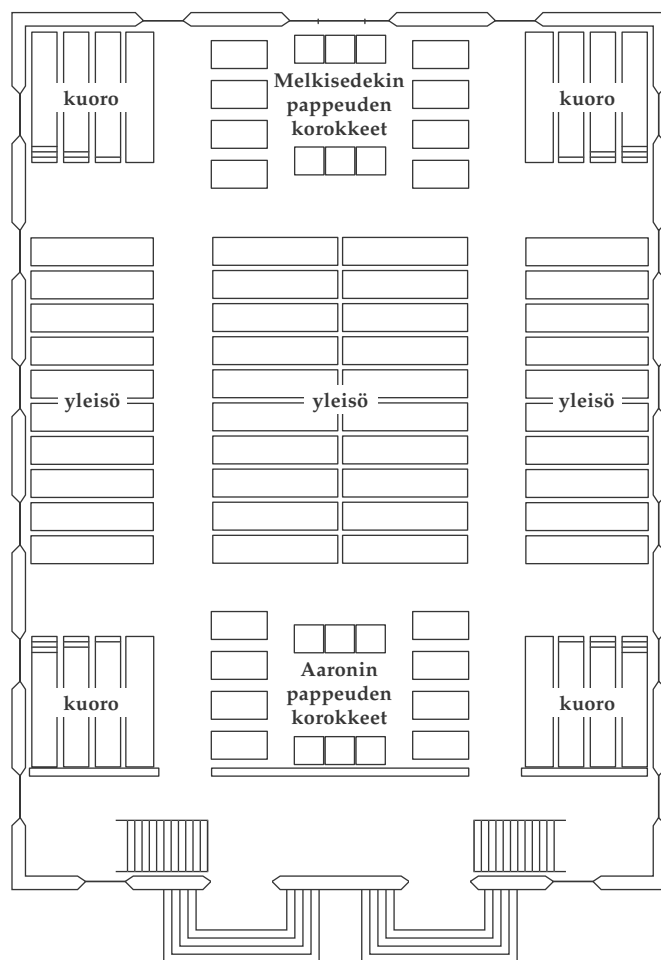 kuoro
Melkisedekin
pappeuden
korokkeet
kuoro
yleisö
yleisö
yleisö
kuoro
Aaronin
pappeuden
korokkeet
kuoro